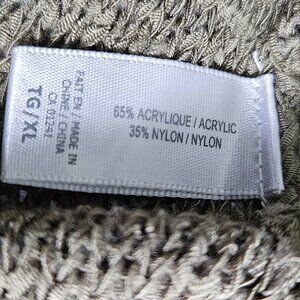 65% ACRYLIQUE / ACRYLIC
35% NYLON / NYLON
FAIT EN / MADE IN
CHINE / CHINA
CA 01241
TG / XL